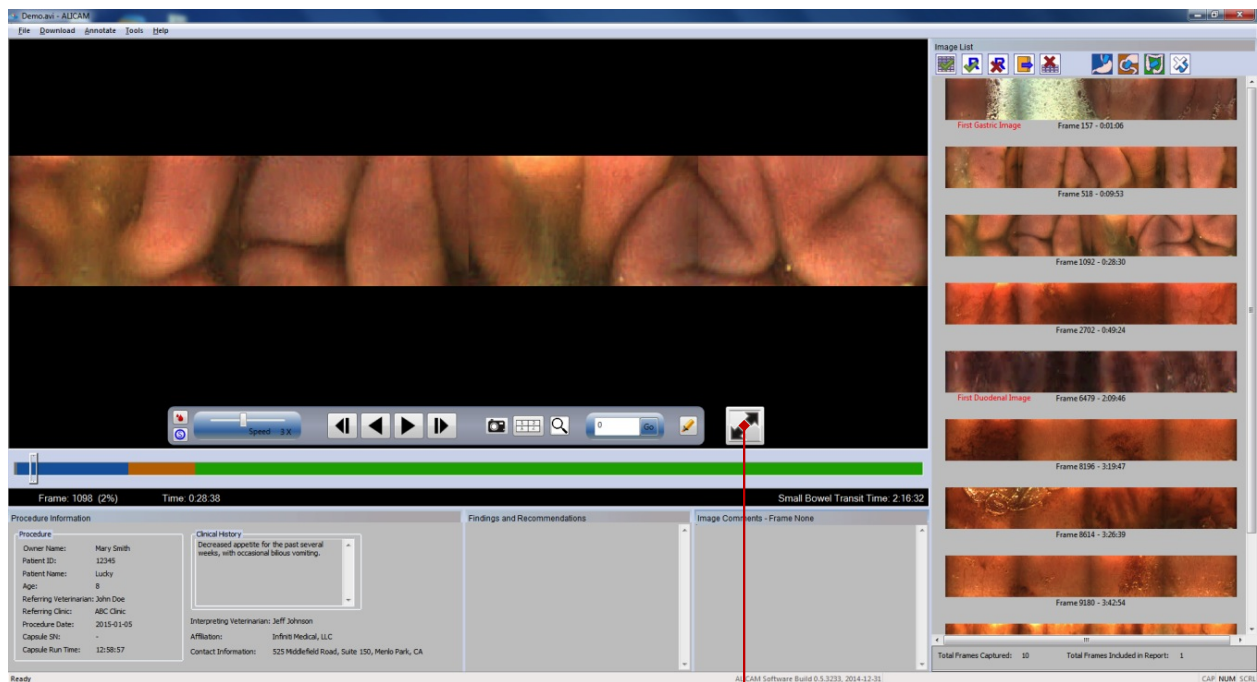 Demo.avi - ALICAM
File Download Annotate Tools Help
Image List
First Gastric Image Frame 157 - 0:01:06
Frame 518 - 0:09:53
Frame 1092 - 0:28:30
Frame 2702 - 0:49:24
First Duodenal Image Frame 6479 - 2:09:46
Frame 8196 - 3:19:47
Frame 8614 - 3:26:39
Frame 9180 - 3:42:54
Total Frames Captured: 10 Total Frames Included in Report: 1
Speed 3 X
0 Go
Frame: 1098 (2%) Time: 0:28:38 Small Bowel Transit Time: 2:16:32
Procedure Information
Procedure
Owner Name: Mary Smith
Patient ID: 12345
Patient Name: Lucky
Age: 8
Referring Veterinarian: John Doe
Referring Clinic: ABC Clinic
Procedure Date: 2015-01-05
Capsule SN: -
Capsule Run Time: 12:58:57
Clinical History
Decreased appetite for the past several
weeks, with occasional bilious vomiting.
Interpreting Veterinarian: Jeff Johnson
Affiliation: Infiniti Medical, LLC
Contact Information: 525 Middlefield Road, Suite 150, Menlo Park, CA
Findings and Recommendations
Image Comments - Frame None
Ready
ALICAM Software Build 0.5.3233, 2014-12-31
CAP NUM SCRL